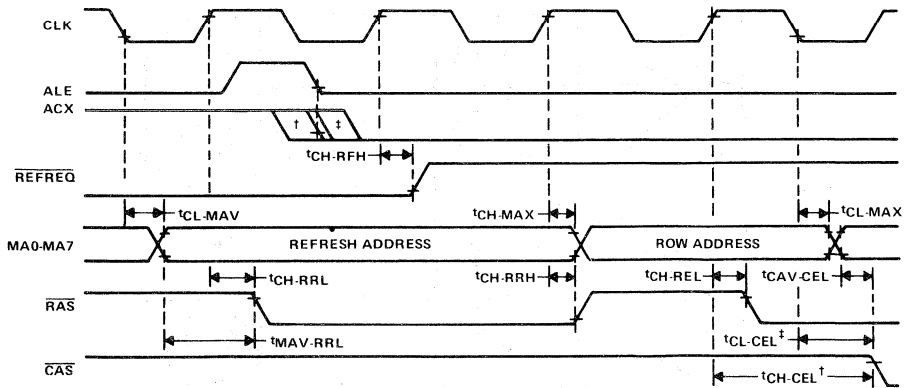 CLK
ALE
ACX
† ‡
tCH-RFH
REFREQ
tCL-MAV tCH-MAX tCL-MAX
MA0-MA7 REFRESH ADDRESS ROW ADDRESS
tCH-RRL tCH-RRH tCH-REL tCAV-CEL
RAS
tMAV-RRL tCL-CEL‡
CAS tCH-CEL†